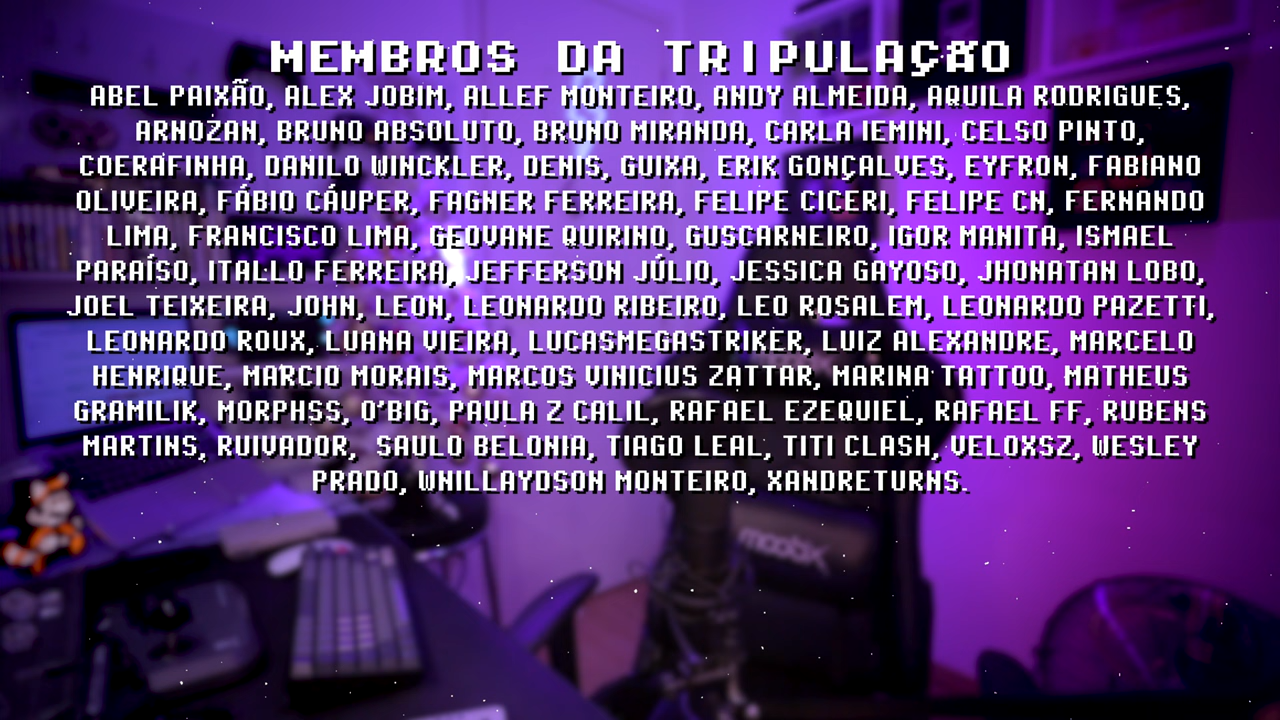 MEMBROS DA TRIPULAÇÃO
ABEL PAIXÃO, ALEX JOBIM, ALLEF MONTEIRO, ANDY ALMEIDA, AQUILA RODRIGUES,
ARNOZAN, BRUNO ABSOLUTO, BRUNO MIRANDA, CARLA IEMINI, CELSO PINTO,
COERAFINHA, DANILO WINCKLER, DENIS, GUIXA, ERIK GONÇALVES, EYFRON, FABIANO
OLIVEIRA, FÁBIO CÁUPER, FAGNER FERREIRA, FELIPE CICERI, FELIPE CN, FERNANDO
LIMA, FRANCISCO LIMA, GEOVANE QUIRINO, GUSCARNEIRO, IGOR MANITA, ISMAEL
PARAÍSO, ITALLO FERREIRA, JEFFERSON JÚLIO, JESSICA GAYOSO, JHONATAN LOBO,
JOEL TEIXEIRA, JOHN, LEON, LEONARDO RIBEIRO, LEO ROSALEM, LEONARDO PAZETTI,
LEONARDO ROUX, LUANA VIEIRA, LUCASMEGASTRIKER, LUIZ ALEXANDRE, MARCELO
HENRIQUE, MARCIO MORAIS, MARCOS VINICIUS ZATTAR, MARINA TATTOO, MATHEUS
GRAMILIK, MORPHSS, O'BIG, PAULA Z CALIL, RAFAEL EZEQUIEL, RAFAEL FF, RUBENS
MARTINS, RUIVADOR, SAULO BELONIA, TIAGO LEAL, TITI CLASH, VELOXSZ, WESLEY
PRADO, WNILLAYDSON MONTEIRO, XANDRETURNS.
moobX